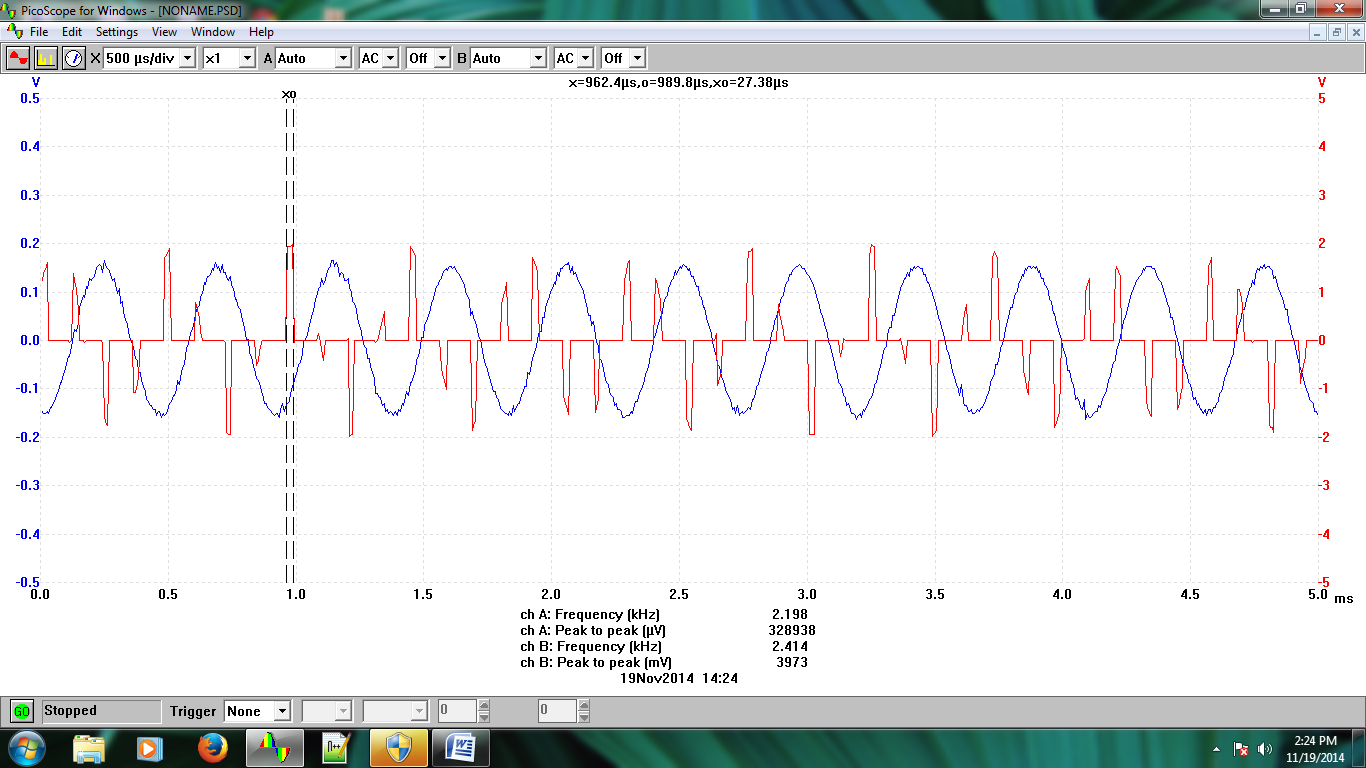 PicoScope for Windows - [NONAME.PSD]
File Edit Settings View Window Help
X 500 µs/div x1 A Auto AC Off B Auto AC Off
V x=962.4µs,o=989.8µs,xo=27.38µs V
xo
0.5 5
0.4 4
0.3 3
0.2 2
0.1 1
0.0 0
-0.1 -1
-0.2 -2
-0.3 -3
-0.4 -4
-0.5 -5
0.0 0.5 1.0 1.5 2.0 2.5 3.0 3.5 4.0 4.5 5.0 ms
ch A: Frequency (kHz) 2.198
ch A: Peak to peak (µV) 328938
ch B: Frequency (kHz) 2.414
ch B: Peak to peak (mV) 3973
19Nov2014 14:24
GO Stopped Trigger None 0 0
n++
W
2:24 PM
11/19/2014